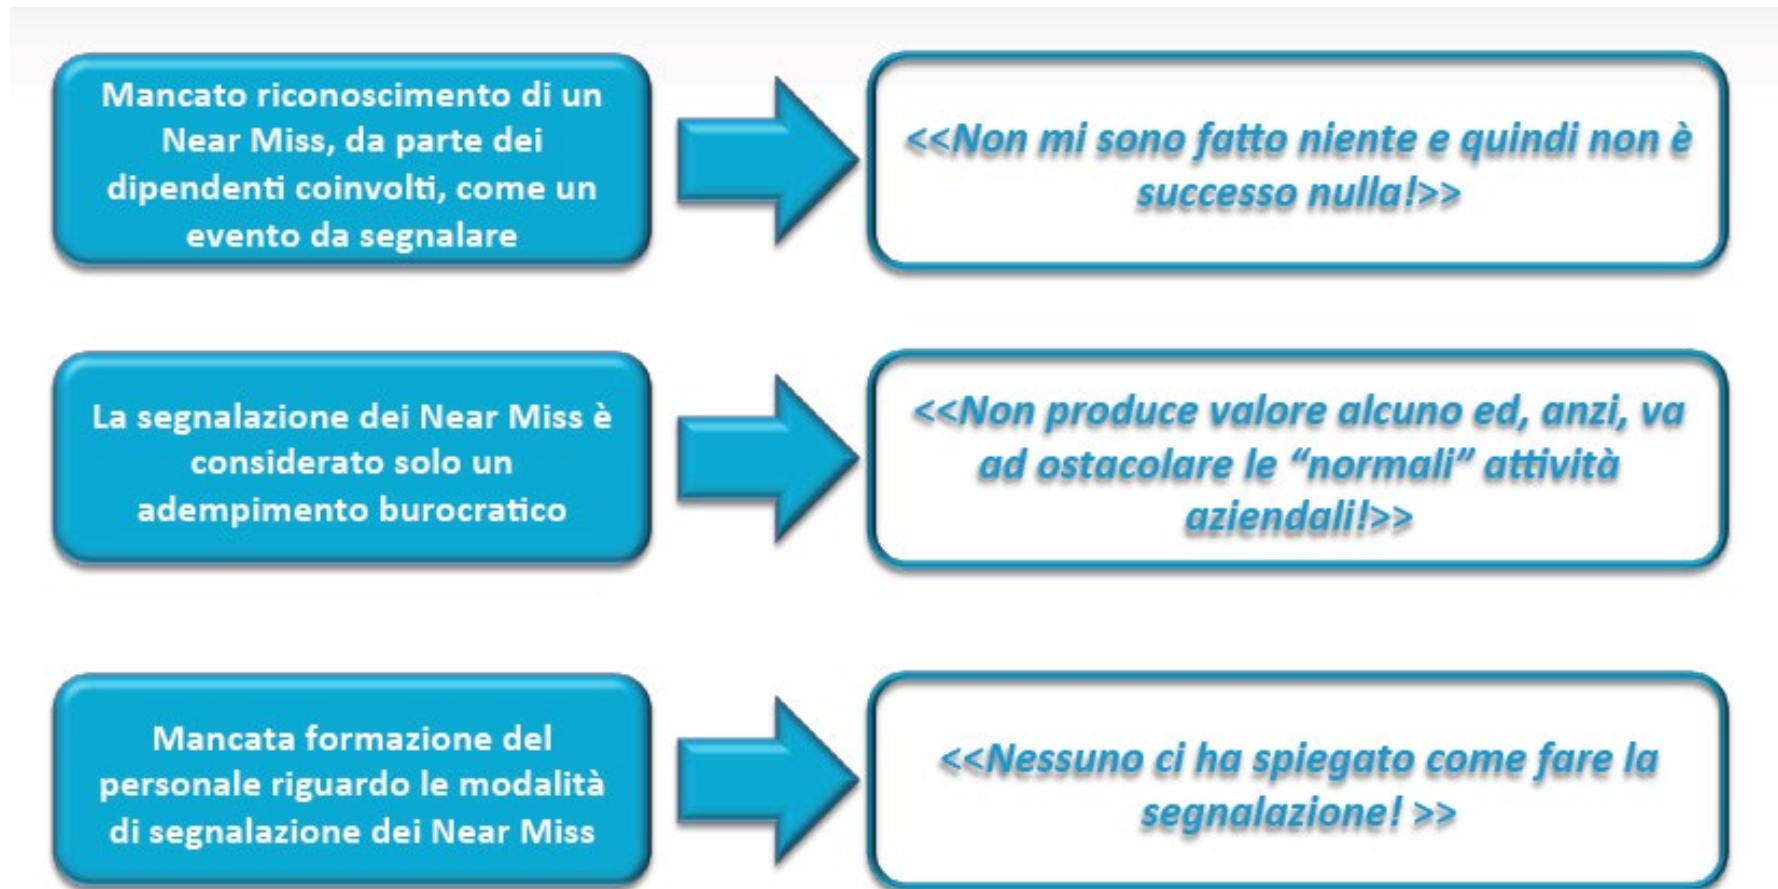 Mancato riconoscimento di un
Near Miss, da parte dei
dipendenti coinvolti, come un
evento da segnalare
<<Non mi sono fatto niente e quindi non è
successo nulla!>>
La segnalazione dei Near Miss è
considerato solo un
adempimento burocratico
<<Non produce valore alcuno ed, anzi, va
ad ostacolare le “normali” attività
aziendali!>>
Mancata formazione del
personale riguardo le modalità
di segnalazione dei Near Miss
<<Nessuno ci ha spiegato come fare la
segnalazione! >>